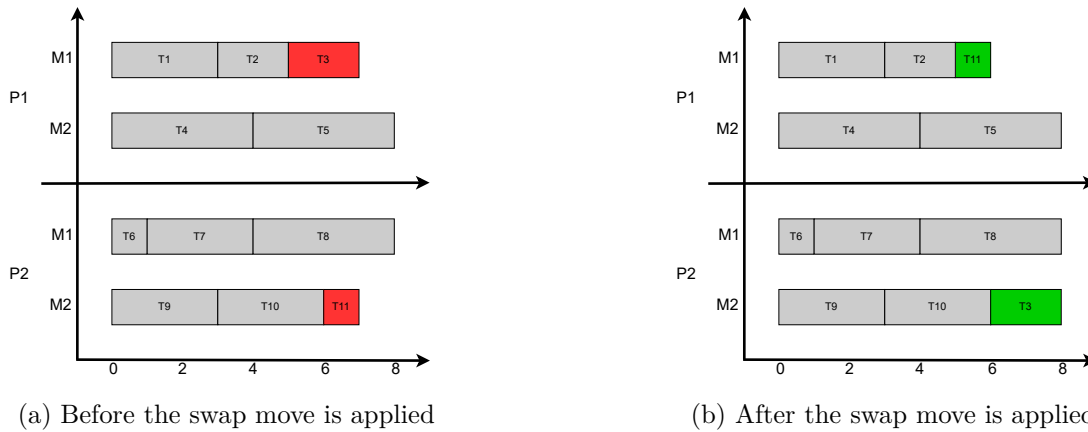 M1 T1 T2 T3
P1
M2 T4 T5
M1 T6 T7 T8
P2
M2 T9 T10 T11
0 2 4 6 8
(a) Before the swap move is applied
M1 T1 T2 T11
P1
M2 T4 T5
M1 T6 T7 T8
P2
M2 T9 T10 T3
0 2 4 6 8
(b) After the swap move is applied